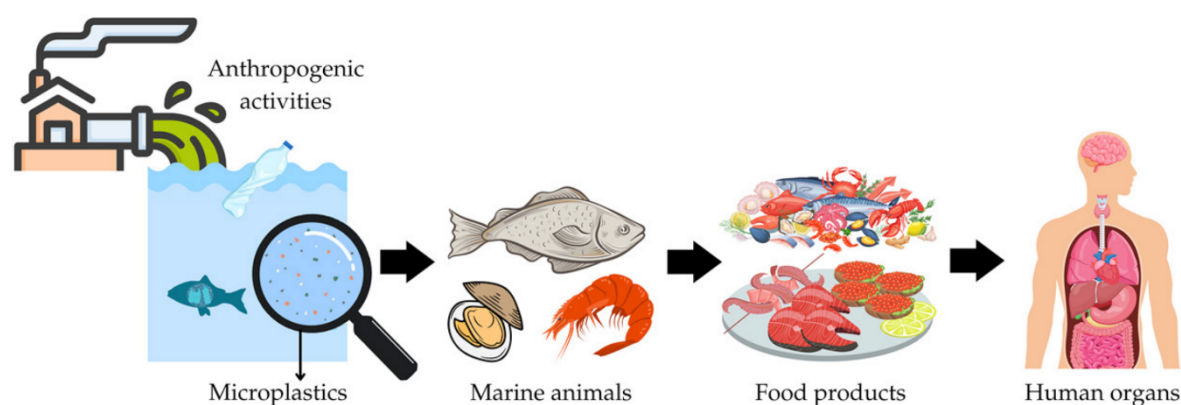 Anthropogenic
activities
Microplastics
Marine animals
Food products
Human organs